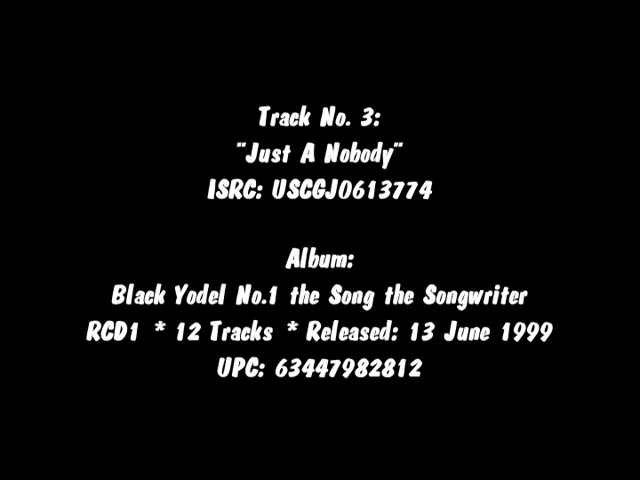 Track No. 3:
"Just A Nobody"
ISRC: USCGJ0613774
Album:
Black Yodel No.1 the Song the Songwriter
RCD1 * 12 Tracks * Released: 13 June 1999
UPC: 63447982812